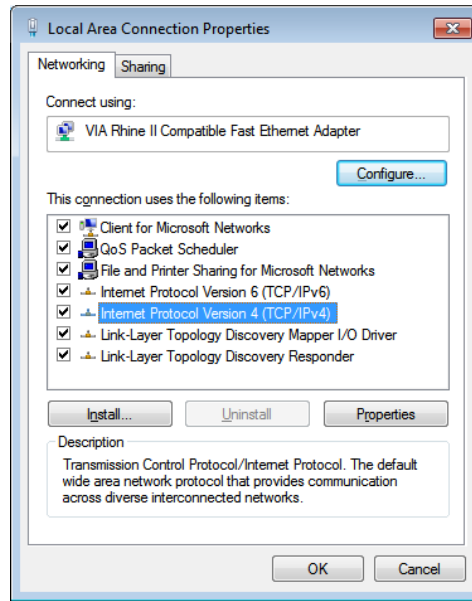 Local Area Connection Properties
Networking
Sharing
Connect using:
VIA Rhine II Compatible Fast Ethernet Adapter
Configure...
This connection uses the following items:
Client for Microsoft Networks
QoS Packet Scheduler
File and Printer Sharing for Microsoft Networks
Internet Protocol Version 6 (TCP/IPv6)
Internet Protocol Version 4 (TCP/IPv4)
Link-Layer Topology Discovery Mapper I/O Driver
Link-Layer Topology Discovery Responder
Install...
Uninstall
Properties
Description
Transmission Control Protocol/Internet Protocol. The default
wide area network protocol that provides communication
across diverse interconnected networks.
OK
Cancel